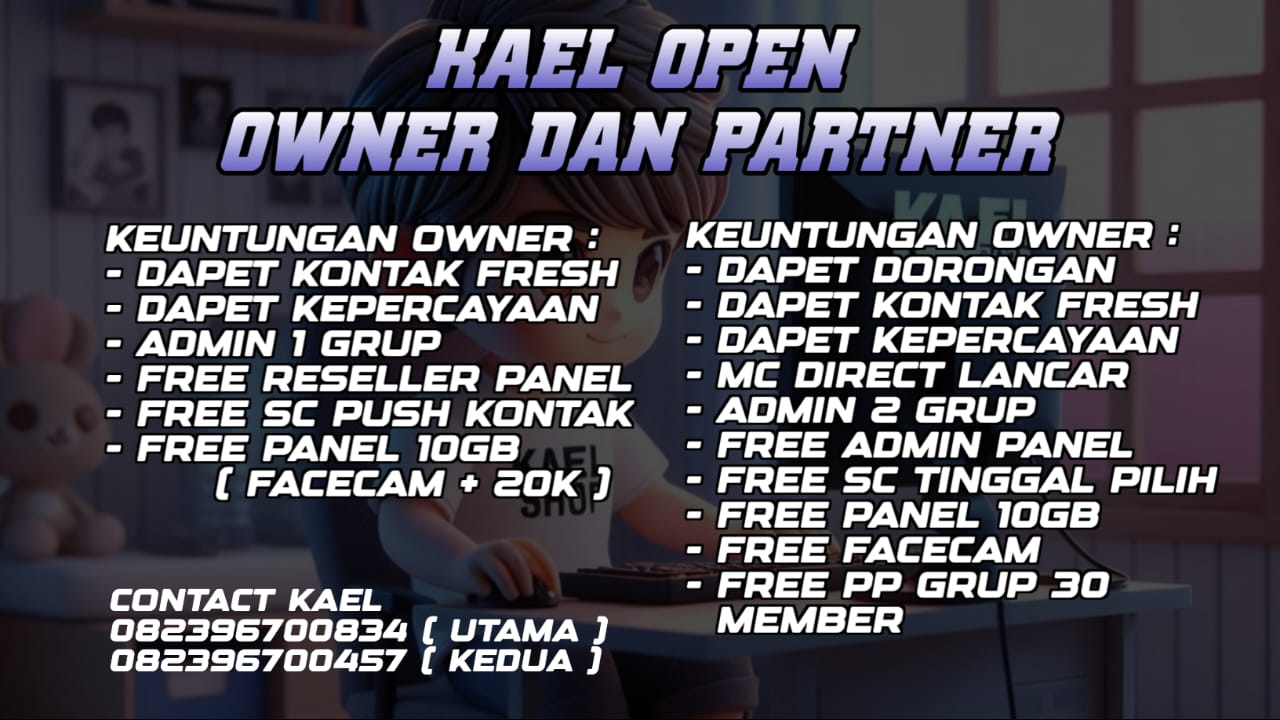 KAEL OPEN
OWNER DAN PARTNER
KEUNTUNGAN OWNER :
- DAPET KONTAK FRESH
- DAPET KEPERCAYAAN
- ADMIN 1 GRUP
- FREE RESELLER PANEL
- FREE SC PUSH KONTAK
- FREE PANEL 10GB
( FACECAM + 20K )
KEUNTUNGAN OWNER :
- DAPET DORONGAN
- DAPET KONTAK FRESH
- DAPET KEPERCAYAAN
- MC DIRECT LANCAR
- ADMIN 2 GRUP
- FREE ADMIN PANEL
- FREE SC TINGGAL PILIH
- FREE PANEL 10GB
- FREE FACECAM
- FREE PP GRUP 30
MEMBER
CONTACT KAEL
082396700834 ( UTAMA )
082396700457 ( KEDUA )
KAEL
KAEL
SHOP